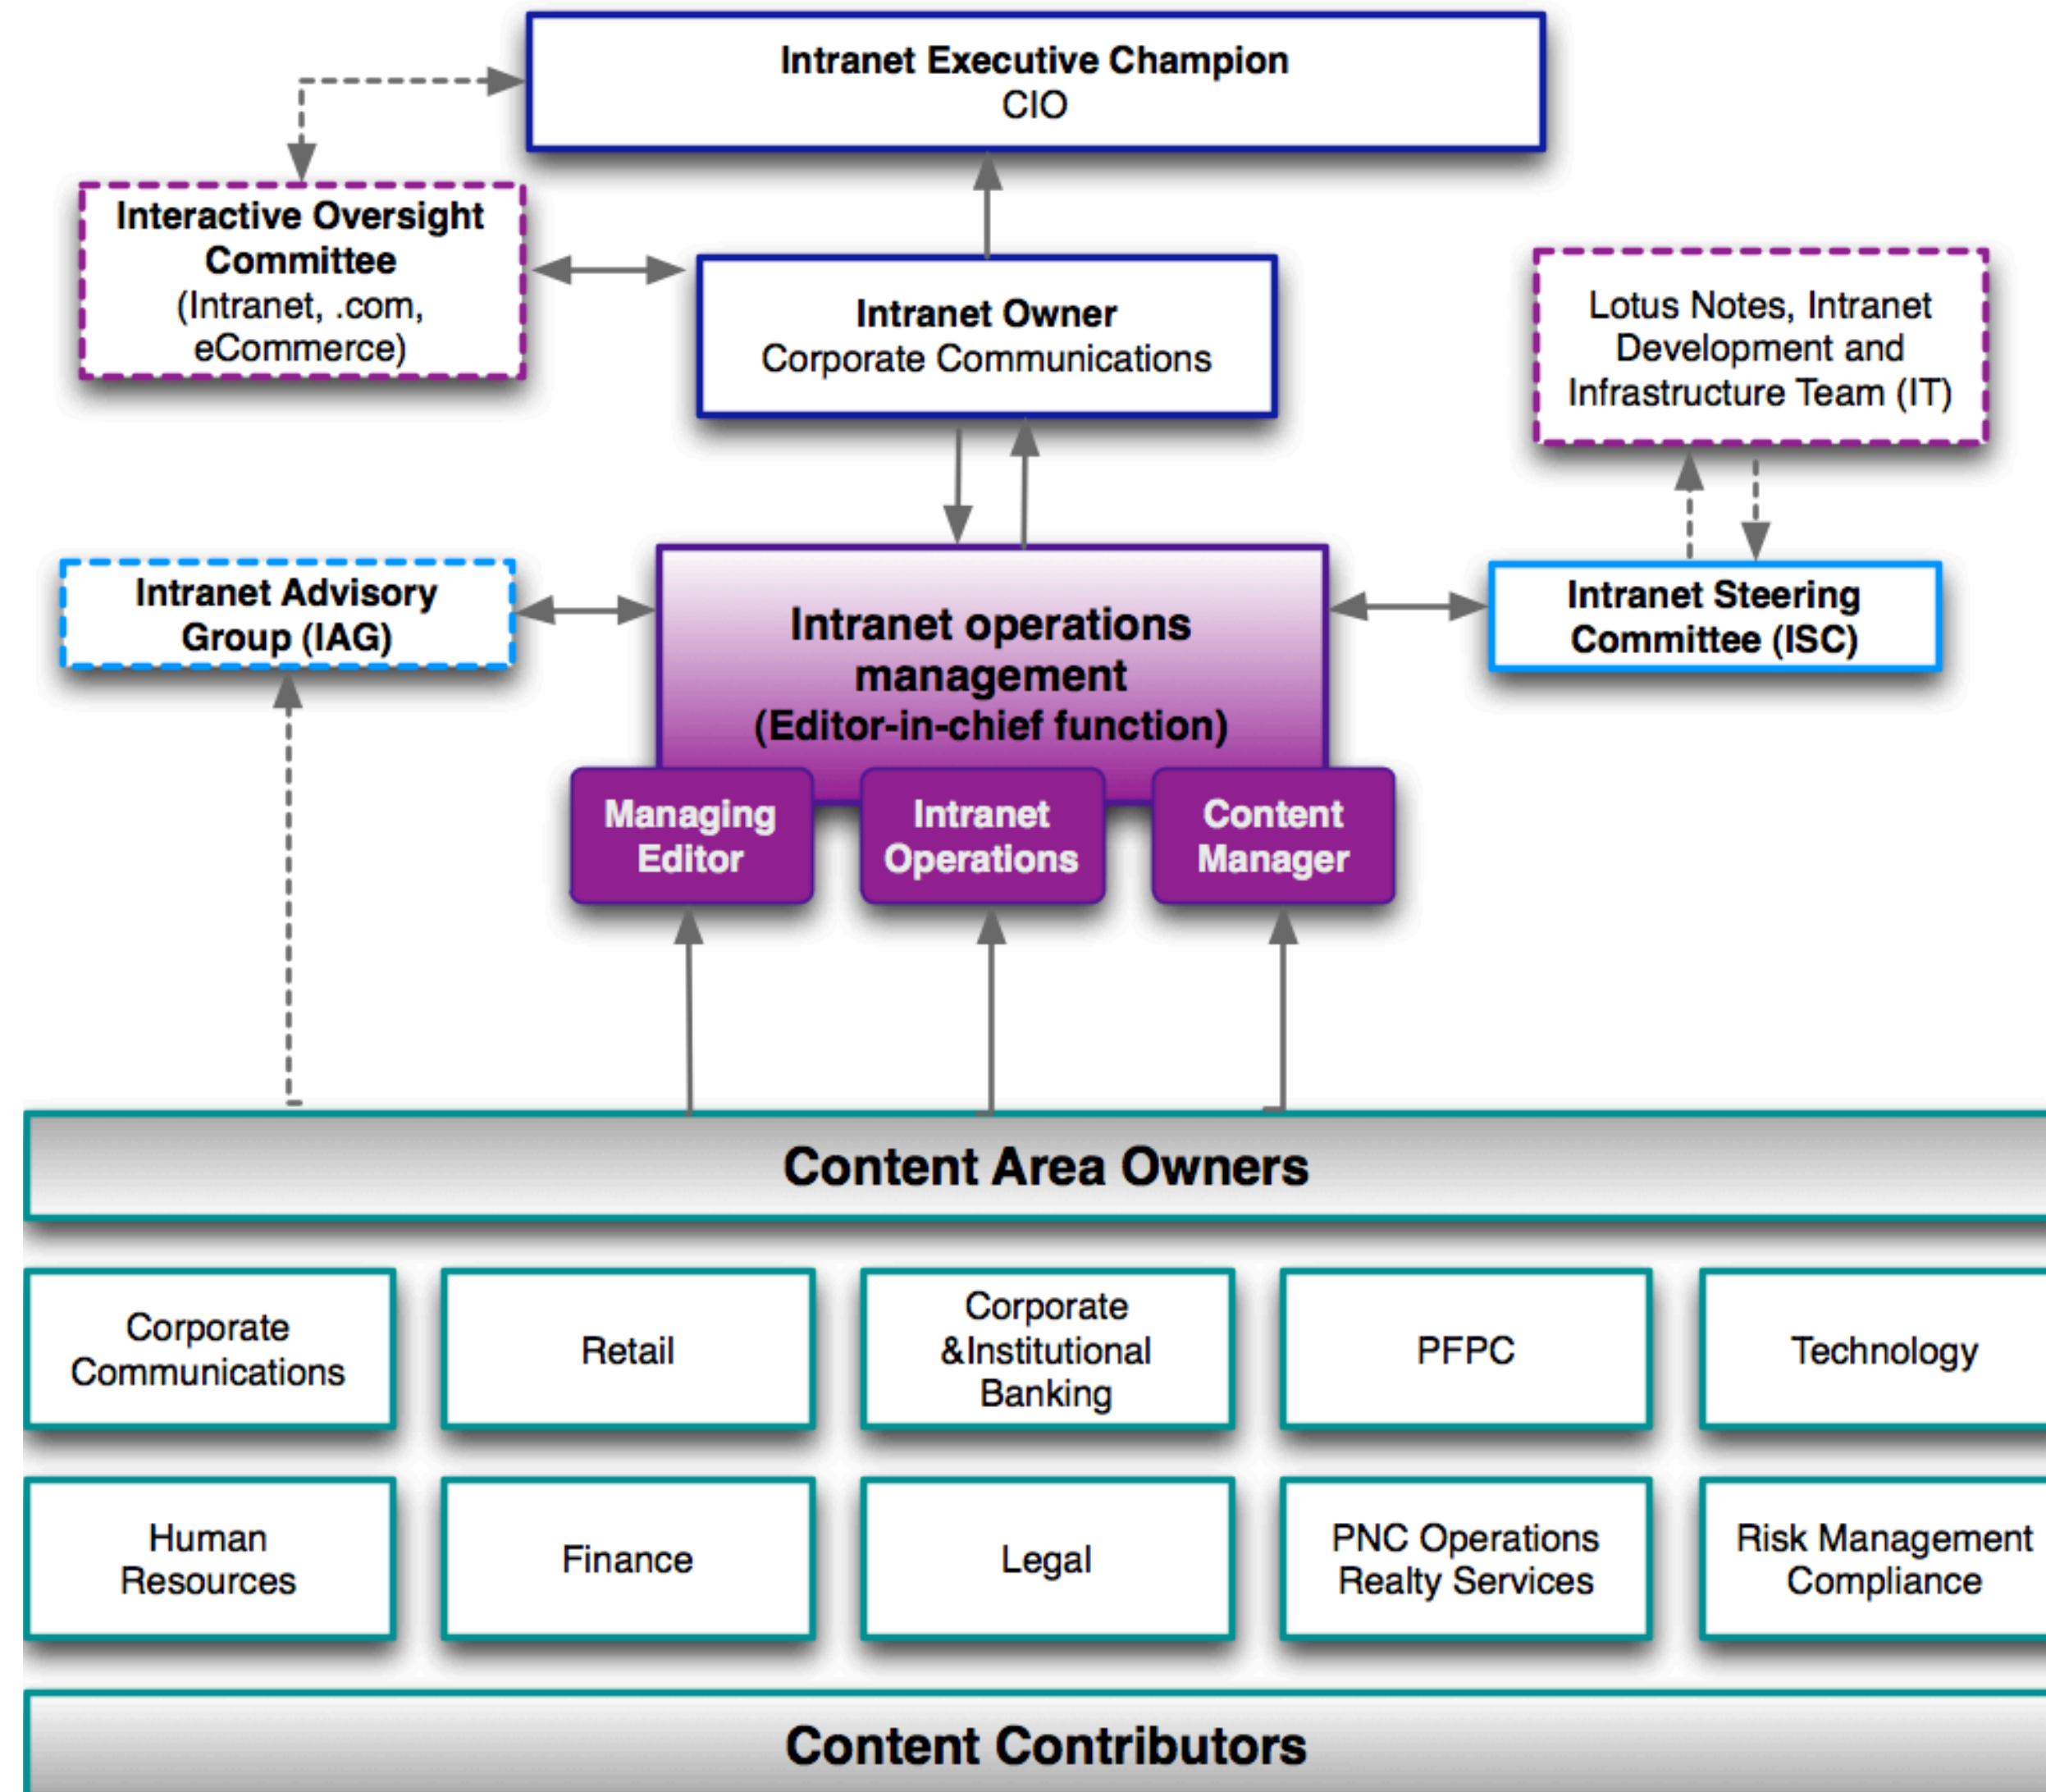 Intranet Executive Champion
CIO
Interactive Oversight
Committee
(Intranet, .com,
eCommerce)
Intranet Owner
Corporate Communications
Lotus Notes, Intranet
Development and
Infrastructure Team (IT)
Intranet Advisory
Group (IAG)
Intranet operations
management
(Editor-in-chief function)
Intranet Steering
Committee (ISC)
Managing
Editor
Intranet
Operations
Content
Manager
Content Area Owners
Corporate
Communications
Retail
Corporate
&Institutional
Banking
PFPC
Technology
Human
Resources
Finance
Legal
PNC Operations
Realty Services
Risk Management
Compliance
Content Contributors